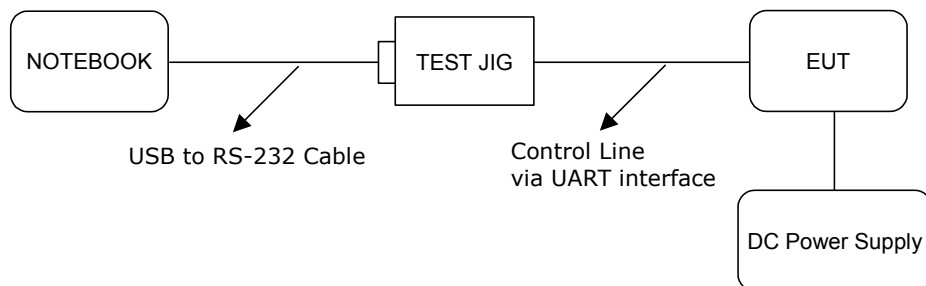 NOTEBOOK
TEST JIG
EUT
USB to RS-232 Cable
Control Line
via UART interface
DC Power Supply